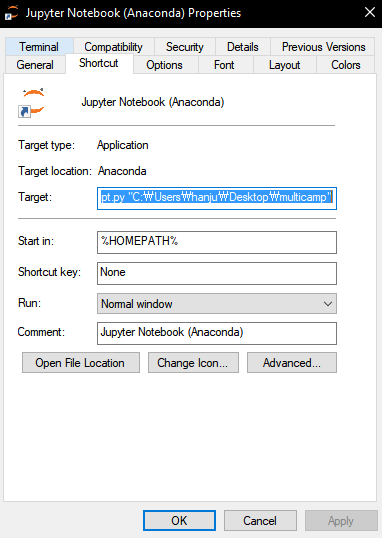 Jupyter Notebook (Anaconda) Properties
Terminal Compatibility Security Details Previous Versions
General Shortcut Options Font Layout Colors
Jupyter Notebook (Anaconda)
Target type: Application
Target location: Anaconda
Target: pt.py "C:₩Users₩hanju₩Desktop₩multicamp"
Start in: %HOMEPATH%
Shortcut key: None
Run: Normal window
Comment: Jupyter Notebook (Anaconda)
Open File Location Change Icon... Advanced...
OK Cancel Apply